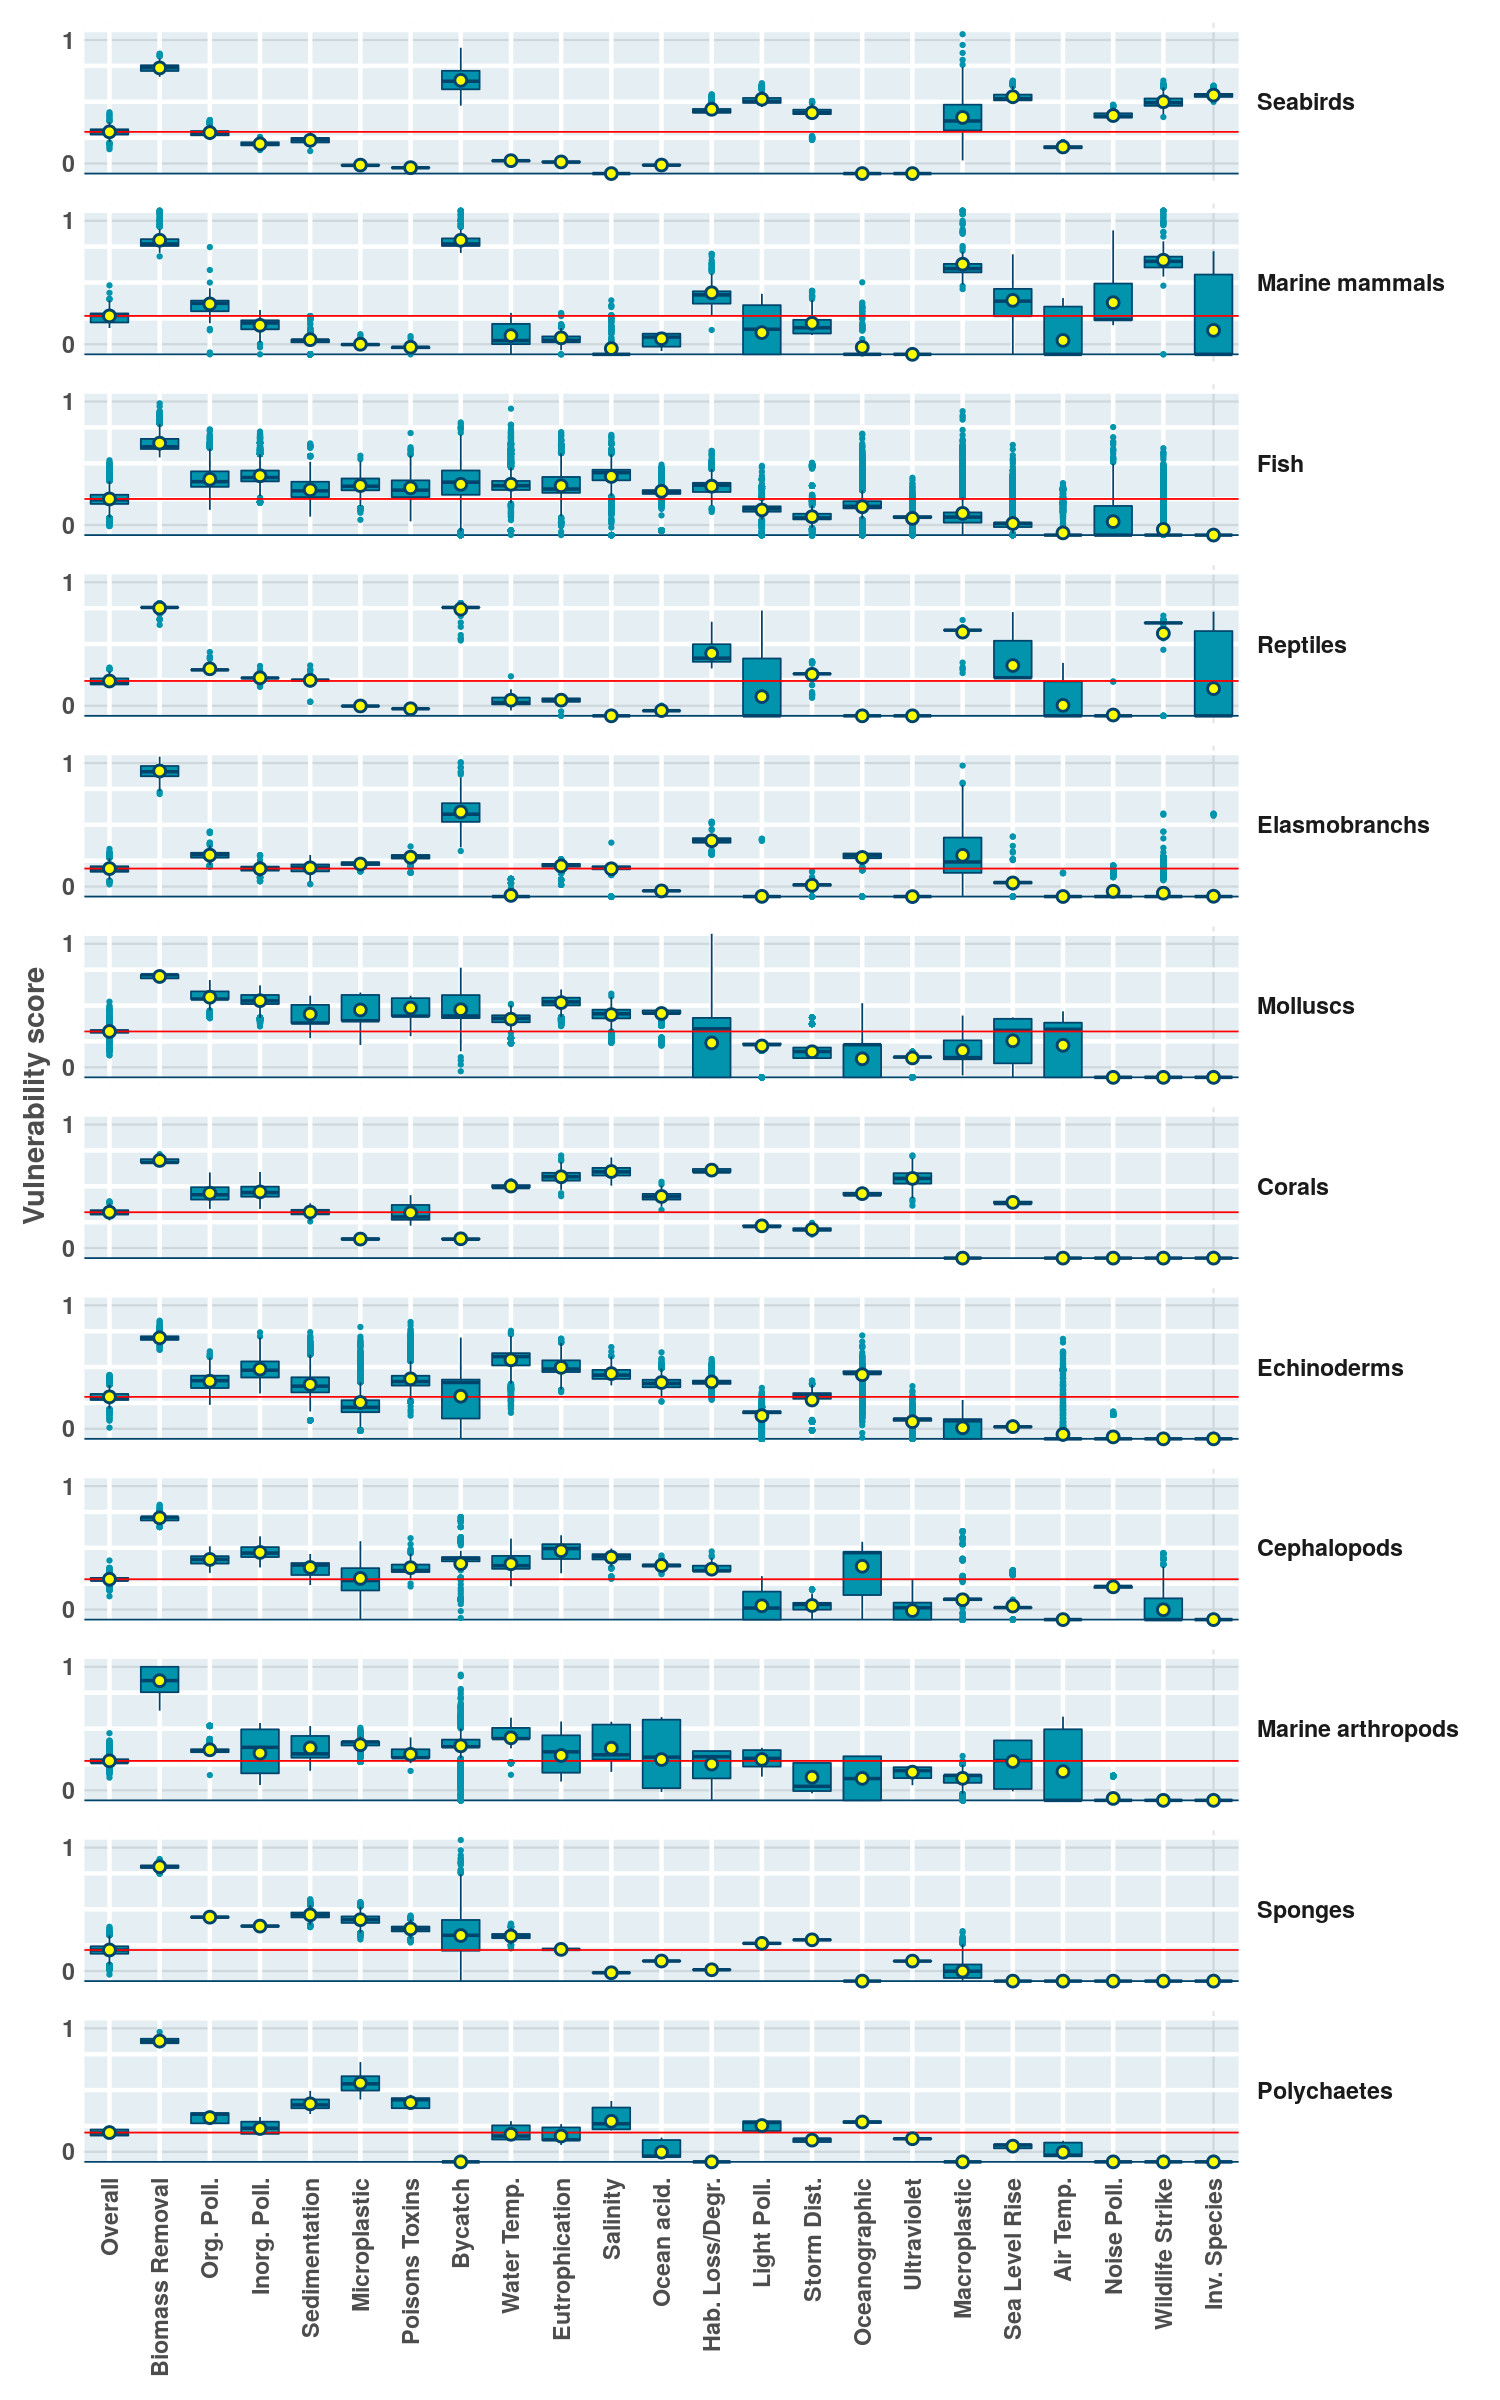 Vulnerability score
1
0
Seabirds
1
0
Marine mammals
1
0
Fish
1
0
Reptiles
1
0
Elasmobranchs
1
0
Molluscs
1
0
Corals
1
0
Echinoderms
1
0
Cephalopods
1
0
Marine arthropods
1
0
Sponges
1
0
Polychaetes
Overall
Biomass Removal
Org. Poll.
Inorg. Poll.
Sedimentation
Microplastic
Poisons Toxins
Bycatch
Water Temp.
Eutrophication
Salinity
Ocean acid.
Hab. Loss/Degr.
Light Poll.
Storm Dist.
Oceanographic
Ultraviolet
Macroplastic
Sea Level Rise
Air Temp.
Noise Poll.
Wildlife Strike
Inv. Species